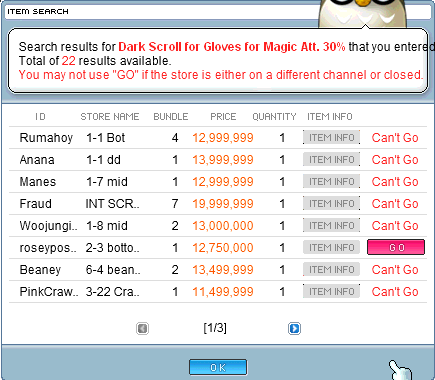 ITEM SEARCH
Search results for Dark Scroll for Gloves for Magic Att. 30% that you entered
Total of 22 results available.
You may not use "GO" if the store is either on a different channel or closed.
ID STORE NAME BUNDLE PRICE QUANTITY ITEM INFO
Rumahoy 1-1 Bot 4 12,999,999 1 ITEM INFO Can't Go
Anana 1-1 dd 1 13,999,999 1 ITEM INFO Can't Go
Manes 1-7 mid 1 12,999,999 1 ITEM INFO Can't Go
Fraud INT SCR.. 7 19,999,999 1 ITEM INFO Can't Go
Woojungi... 1-8 mid 2 13,000,000 1 ITEM INFO Can't Go
roseypos.. 2-3 botto.. 1 12,750,000 1 ITEM INFO GO
Beaney 6-4 bean.. 2 13,499,999 1 ITEM INFO Can't Go
PinkCraw.. 3-22 Cra.. 1 11,499,999 1 ITEM INFO Can't Go
[1/3]
OK